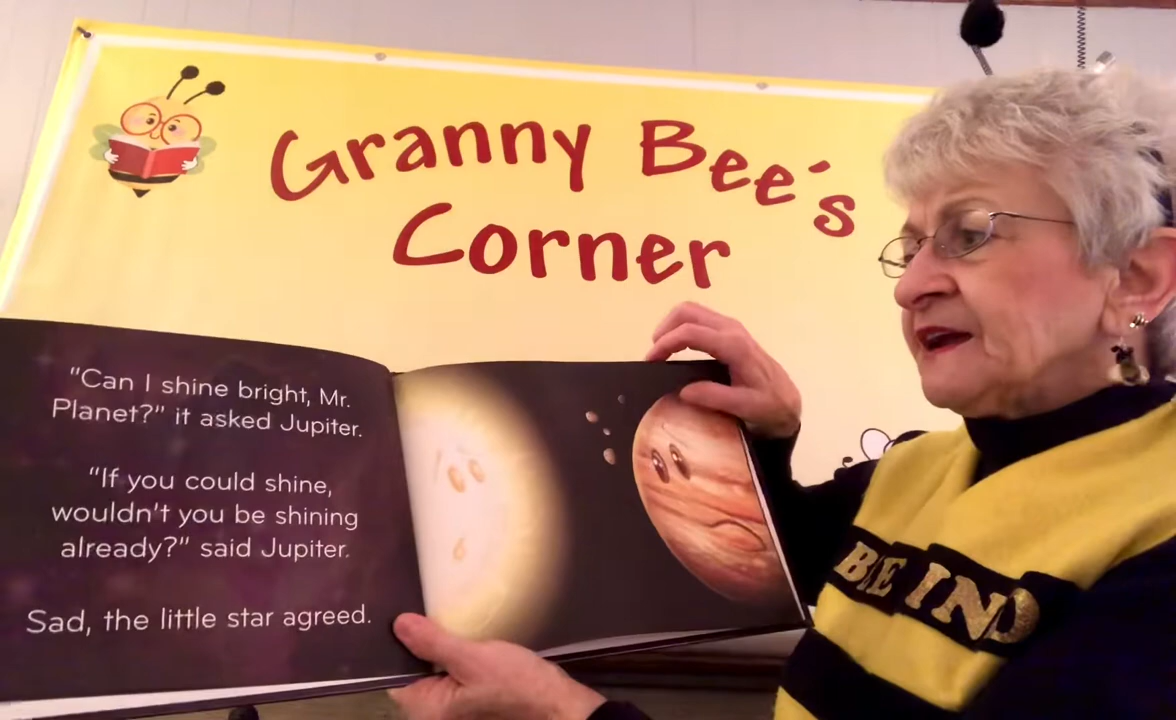 Granny Bee's
Corner
"Can I shine bright, Mr.
Planet?" it asked Jupiter.
"If you could shine,
wouldn't you be shining
already?" said Jupiter.
Sad, the little star agreed.
BEE IND